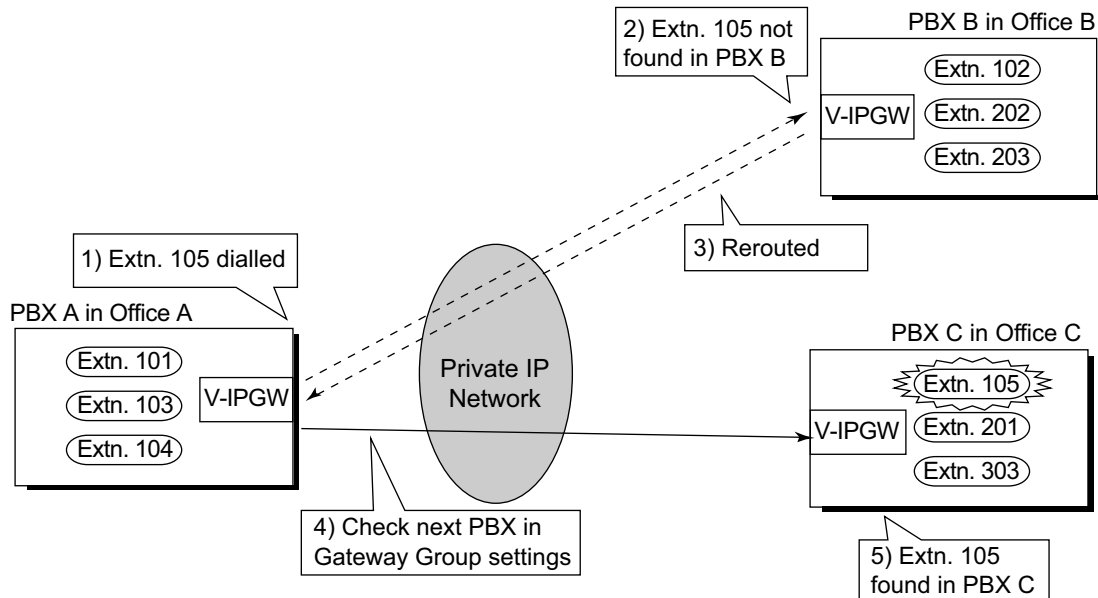 PBX B in Office B
2) Extn. 105 not
found in PBX B
Extn. 102
V-IPGW
Extn. 202
Extn. 203
3) Rerouted
1) Extn. 105 dialled
PBX A in Office A
Extn. 101
V-IPGW
Extn. 103
Extn. 104
Private IP
Network
PBX C in Office C
Extn. 105
V-IPGW
Extn. 201
Extn. 303
4) Check next PBX in
Gateway Group settings
5) Extn. 105
found in PBX C